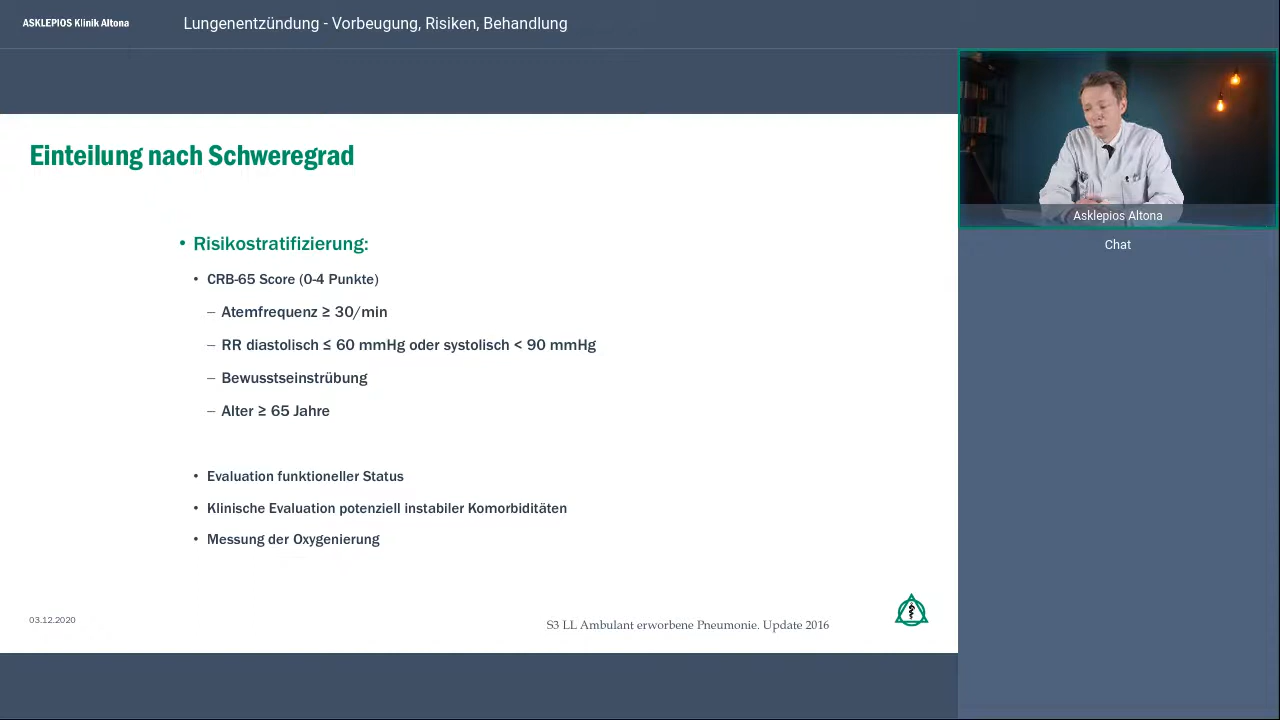 ASKLEPIOS Klinik Altona
Lungenentzündung - Vorbeugung, Risiken, Behandlung
Einteilung nach Schweregrad
• Risikostratifizierung:
• CRB-65 Score (0-4 Punkte)
– Atemfrequenz ≥ 30/min
– RR diastolisch ≤ 60 mmHg oder systolisch < 90 mmHg
– Bewusstseinstrübung
– Alter ≥ 65 Jahre
• Evaluation funktioneller Status
• Klinische Evaluation potenziell instabiler Komorbiditäten
• Messung der Oxygenierung
03.12.2020
S3 LL Ambulant erworbene Pneumonie. Update 2016
Asklepios Altona
Chat